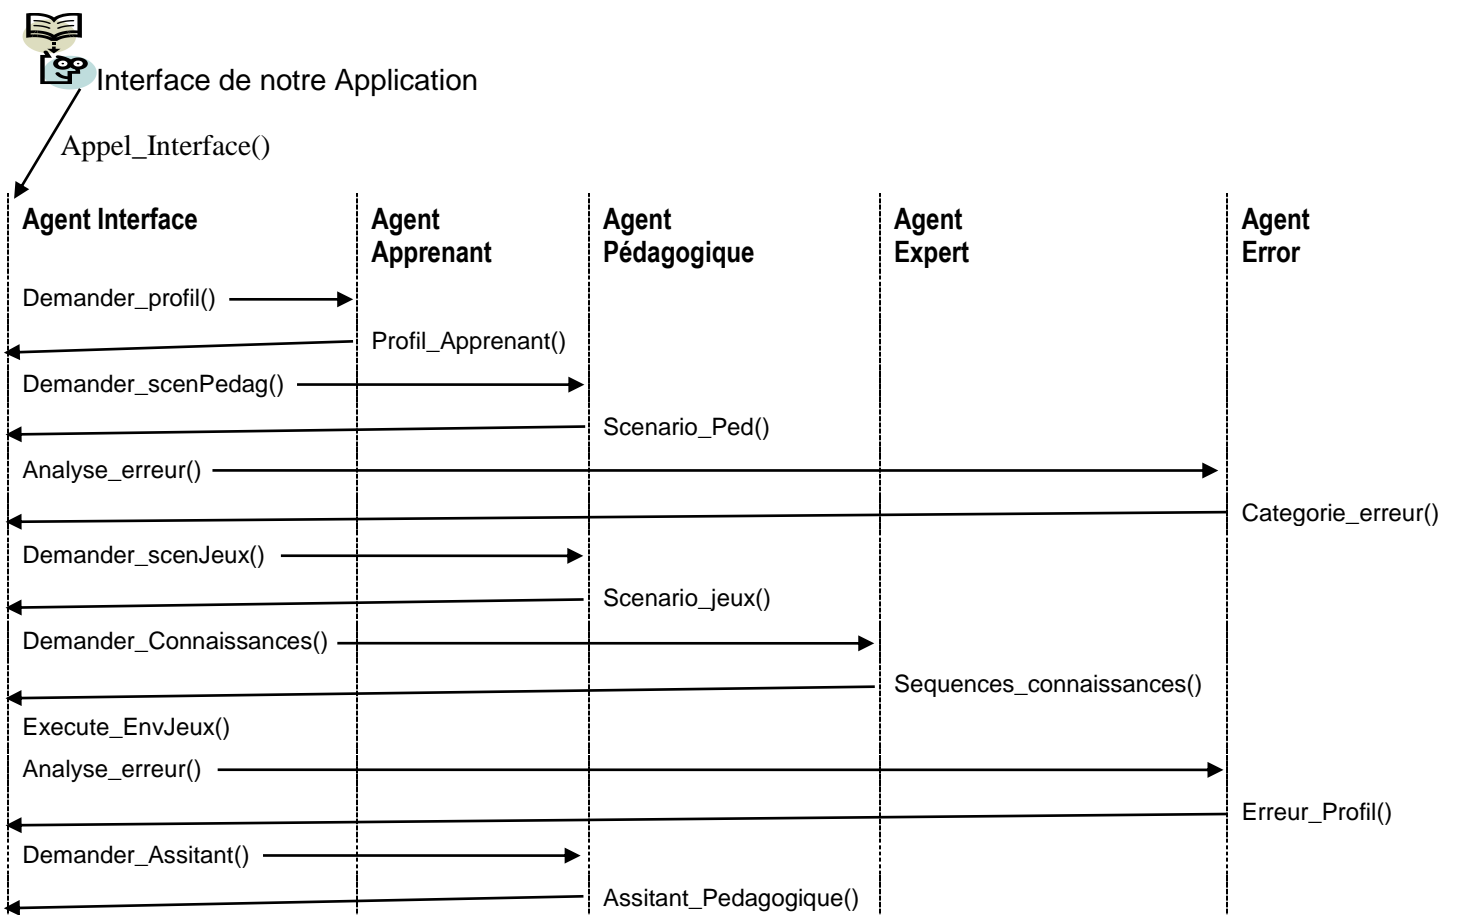 Interface de notre Application
Appel_Interface()
Agent Interface
Agent
Apprenant
Agent
Pédagogique
Agent
Expert
Agent
Error
Demander_profil()
Profil_Apprenant()
Demander_scenPedag()
Scenario_Ped()
Analyse_erreur()
Categorie_erreur()
Demander_scenJeux()
Scenario_jeux()
Demander_Connaissances()
Sequences_connaissances()
Execute_EnvJeux()
Analyse_erreur()
Erreur_Profil()
Demander_Assitant()
Assitant_Pedagogique()